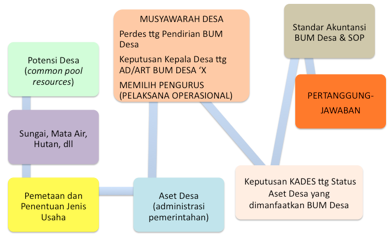 Potensi Desa
(common pool
resources)
Sungai, Mata Air,
Hutan, dll
Pemetaan dan
Penentuan Jenis
Usaha
Aset Desa
(administrasi
pemerintahan)
MUSYAWARAH DESA
Perdes ttg Pendirian BUM
Desa
Keputusan Kepala Desa ttg
AD/ART BUM DESA ‘X
MEMILIH PENGURUS
(PELAKSANA OPERASIONAL)
Keputusan KADES ttg Status
Aset Desa yang
dimanfaatkan BUM Desa
Standar Akuntansi
BUM Desa & SOP
PERTANGGUNG-
JAWABAN